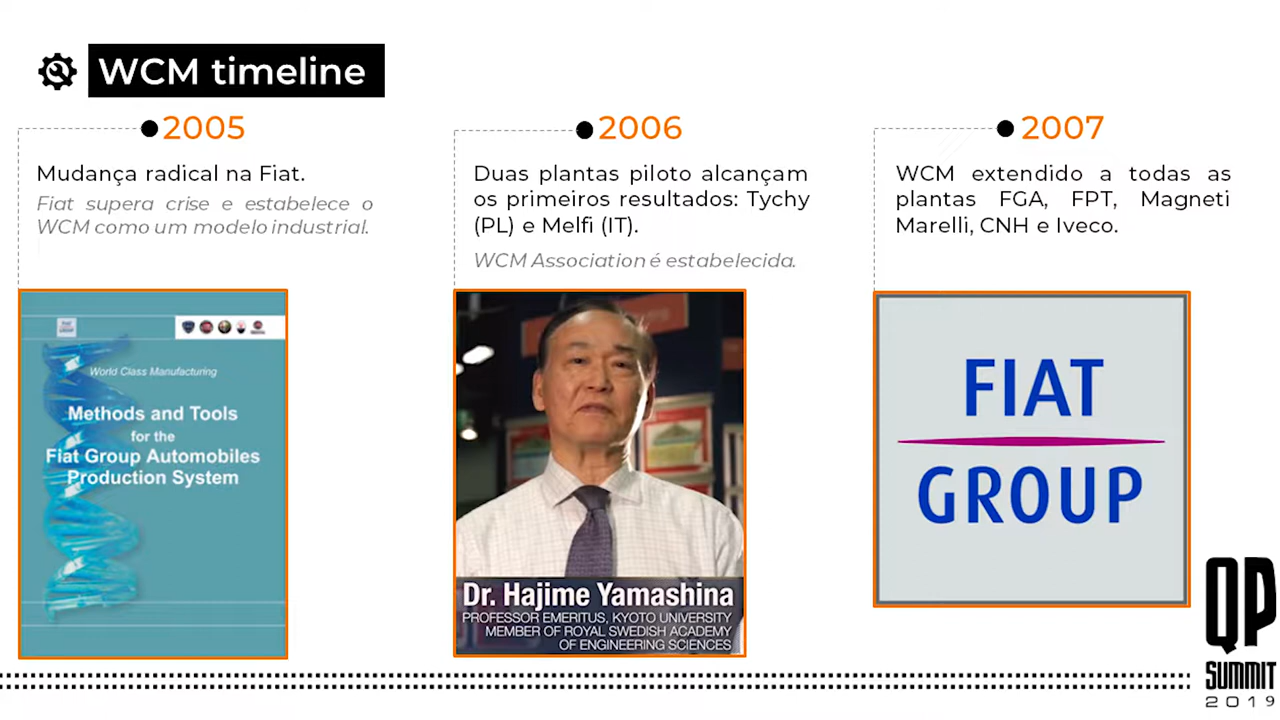 WCM timeline
2005
Mudança radical na Fiat.
Fiat supera crise e estabelece o
WCM como um modelo industrial.
FIAT
GROUP
World Class Manufacturing
Methods and Tools
for the
Fiat Group Automobiles
Production System
2006
Duas plantas piloto alcançam
os primeiros resultados: Tychy
(PL) e Melfi (IT).
WCM Association é estabelecida.
Dr. Hajime Yamashina
PROFESSOR EMERITUS, KYOTO UNIVERSITY
MEMBER OF ROYAL SWEDISH ACADEMY
OF ENGINEERING SCIENCES
2007
WCM extendido a todas as
plantas FGA, FPT, Magneti
Marelli, CNH e Iveco.
FIAT
GROUP
QP
SUMMIT
2019